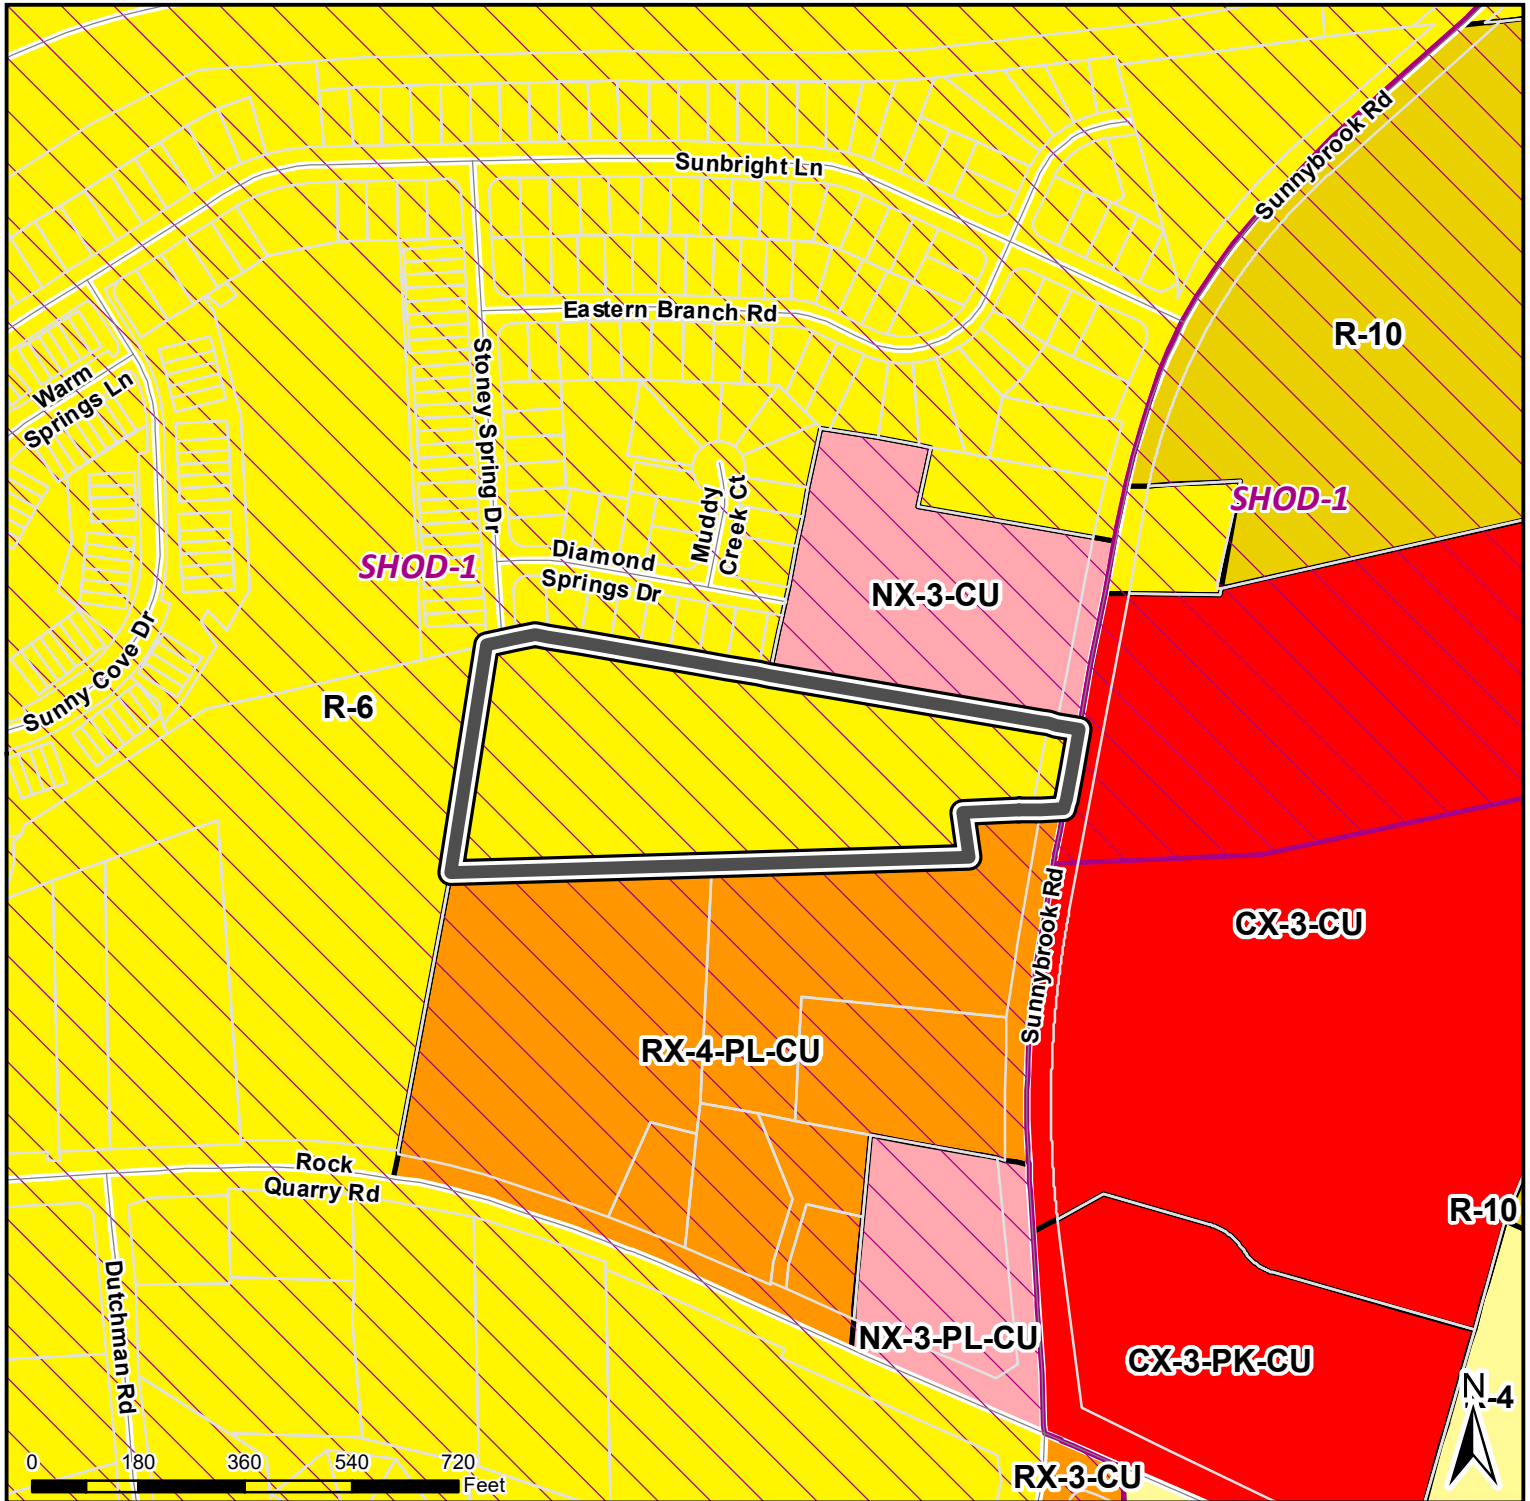 Sunnybrook Rd
Sunbright Ln
Eastern Branch Rd
R-10
Warm
Springs Ln
Stoney Spring Dr
Muddy
Creek Ct
SHOD-1
SHOD-1
Diamond
Springs Dr
NX-3-CU
Sunny Cove Dr
R-6
CX-3-CU
Sunnybrook Rd
RX-4-PL-CU
Rock
Quarry Rd
R-10
Dutchman Rd
NX-3-PL-CU
CX-3-PK-CU
N
-4
0 180 360 540 720
Feet
RX-3-CU